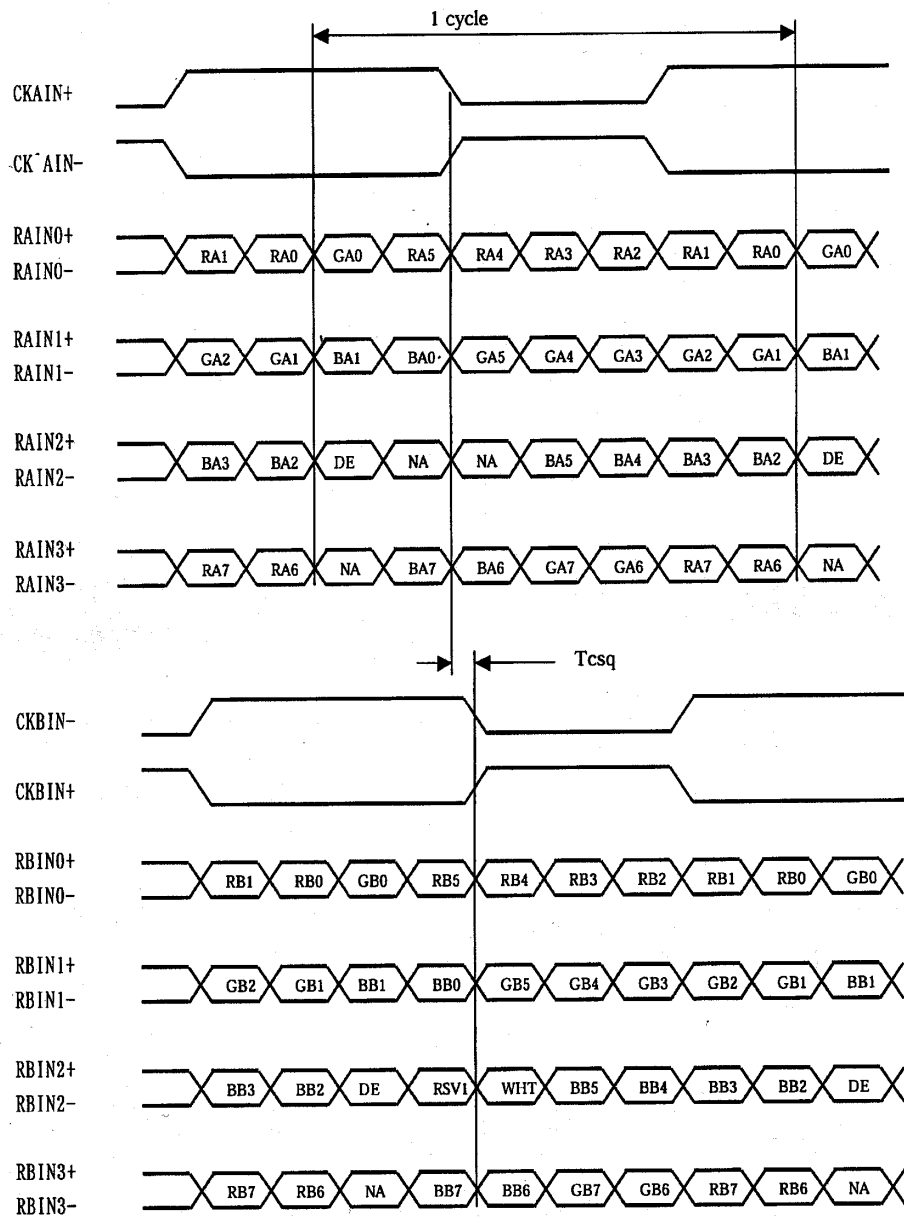 1 cycle
CKAIN+
CK AIN-
RAIN0+
RA1 RA0 GA0 RA5 RA4 RA3 RA2 RA1 RA0 GA0
RAIN0-
RAIN1+
GA2 GA1 BA1 BA0 GA5 GA4 GA3 GA2 GA1 BA1
RAIN1-
RAIN2+
BA3 BA2 DE NA NA BA5 BA4 BA3 BA2 DE
RAIN2-
RAIN3+
RA7 RA6 NA BA7 BA6 GA7 GA6 RA7 RA6 NA
RAIN3-
Tcsq
CKBIN-
CKBIN+
RBIN0+
RB1 RB0 GB0 RB5 RB4 RB3 RB2 RB1 RB0 GB0
RBIN0-
RBIN1+
GB2 GB1 BB1 BB0 GB5 GB4 GB3 GB2 GB1 BB1
RBIN1-
RBIN2+
BB3 BB2 DE RSV1 WHT BB5 BB4 BB3 BB2 DE
RBIN2-
RBIN3+
RB7 RB6 NA BB7 BB6 GB7 GB6 RB7 RB6 NA
RBIN3-